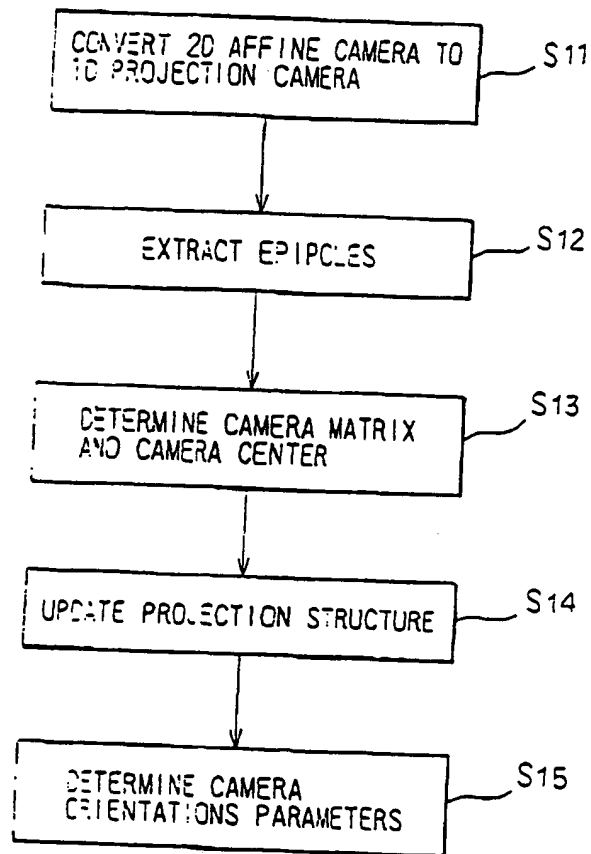 CONVERT 2D AFFINE CAMERA TO
1D PROJECTION CAMERA
S11
EXTRACT EPIPOLES
S12
DETERMINE CAMERA MATRIX
AND CAMERA CENTER
S13
UPDATE PROJECTION STRUCTURE
S14
DETERMINE CAMERA
ORIENTATIONS PARAMETERS
S15